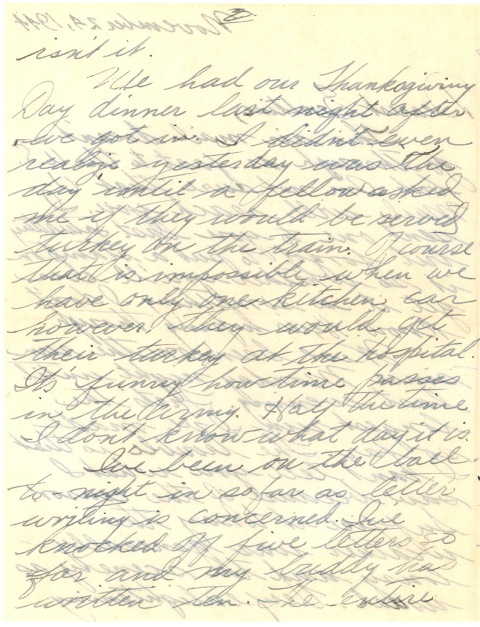 2
isn't it.
We had our Thanksgiving
Day dinner last night after
we got in. I didn't even
realize yesterday was the
day until a fellow asked
me if they would be served
turkey on the train. Of course
that is impossible when we
have only one kitchen car
however they would get
their turkey at the hospital
It's funny how time passes
in the Army. Half the time
I don't know what day it is.
I've been on the ball
to-night in so far as letter
writing is concerned. I've
knocked off five letters so
far and my buddy has
written ten. The entire